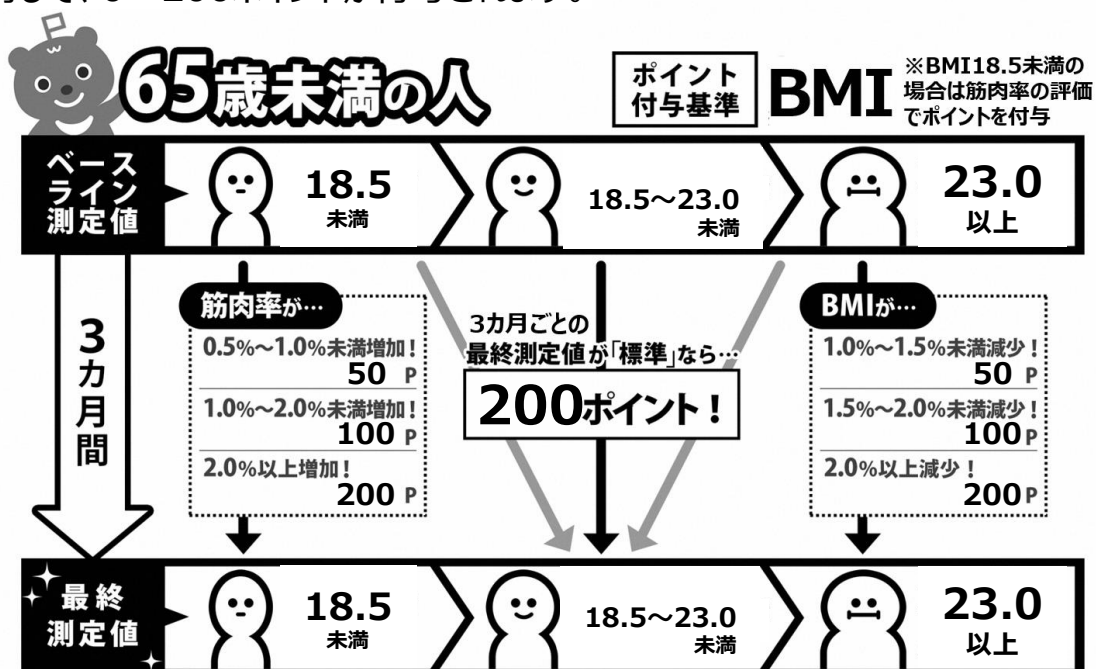 65歳未満の人
ポイント
付与基準
BMI
※BMI18.5未満の
場合は筋肉率の評価
でポイントを付与
ベース
ライン
測定値
18.5
未満
18.5～23.0
未満
23.0
以上
3カ月間
筋肉率が…
0.5%～1.0%未満増加！
50 P
1.0%～2.0%未満増加！
100 P
2.0%以上増加！
200 P
3カ月ごとの
最終測定値が「標準」なら…
200ポイント！
BMIが…
1.0%～1.5%未満減少！
50 P
1.5%～2.0%未満減少！
100P
2.0%以上減少！
200P
最終
測定値
18.5
未満
18.5～23.0
未満
23.0
以上